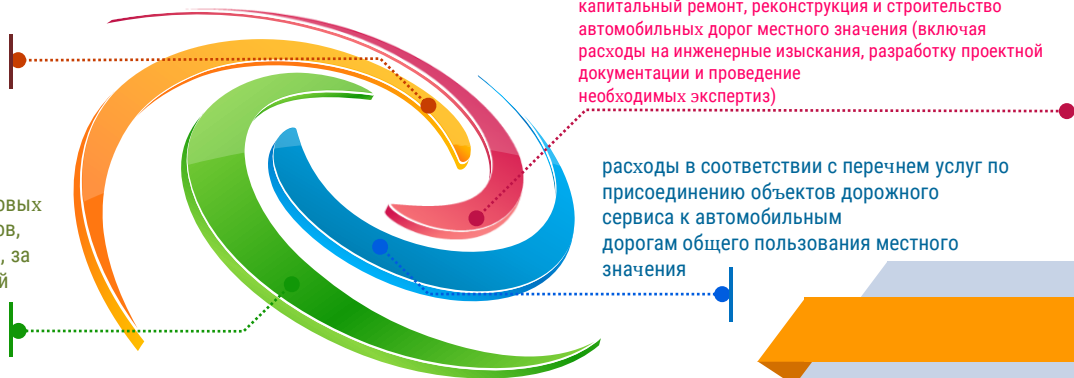 капитальный ремонт, реконструкция и строительство
автомобильных дорог местного значения (включая
расходы на инженерные изыскания, разработку проектной
документации и проведение
необходимых экспертиз)
расходы в соответствии с перечнем услуг по
присоединению объектов дорожного
сервиса к автомобильным
дорогам общего пользования местного
значения
, за